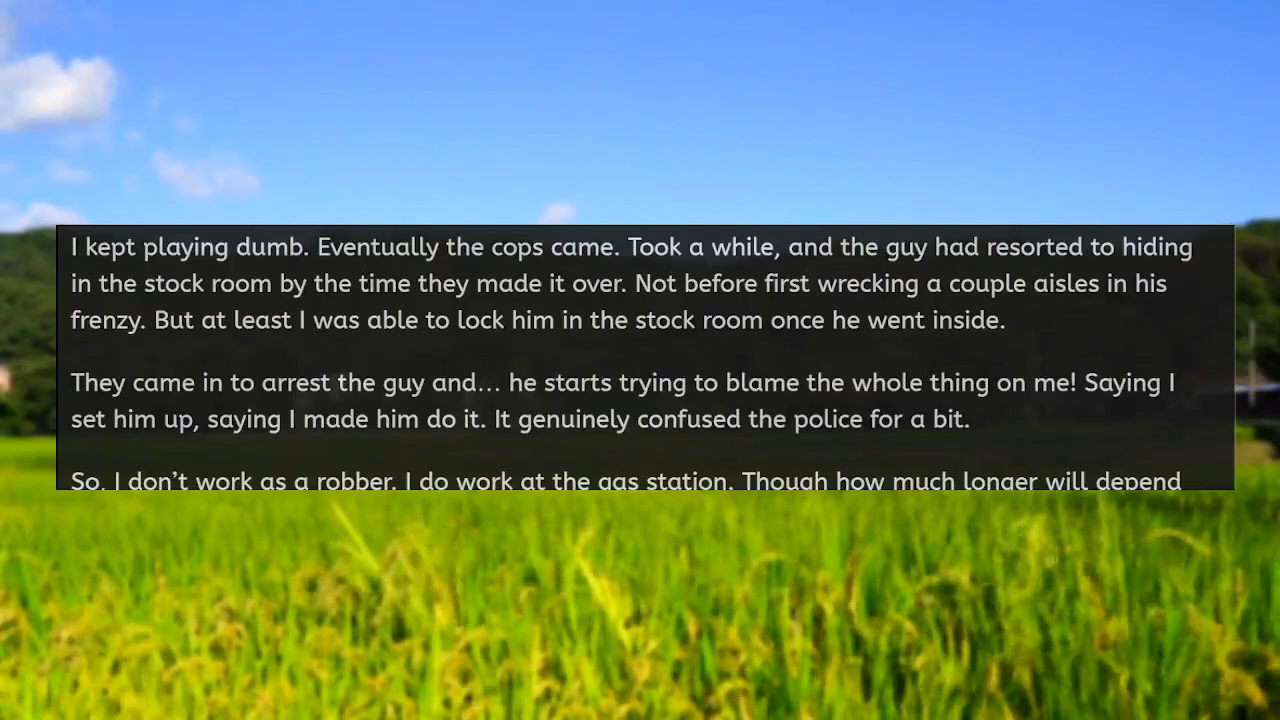 I kept playing dumb. Eventually the cops came. Took a while, and the guy had resorted to hiding
in the stock room by the time they made it over. Not before first wrecking a couple aisles in his
frenzy. But at least I was able to lock him in the stock room once he went inside.
They came in to arrest the guy and... he starts trying to blame the whole thing on me! Saying I
set him up, saying I made him do it. It genuinely confused the police for a bit.
So, I don’t work as a robber. I do work at the gas station. Though how much longer will depend